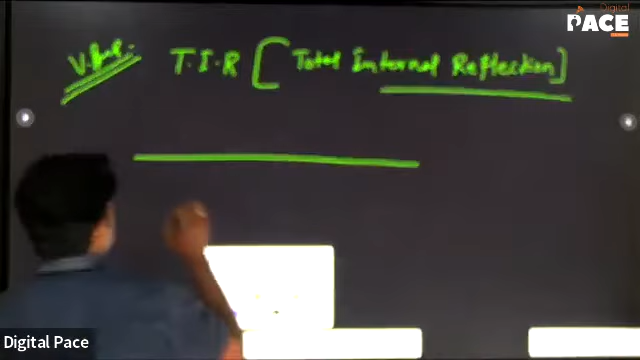 Digital
PACE
V. Imp.
T.I.R [Total Internal Reflection]
Digital Pace